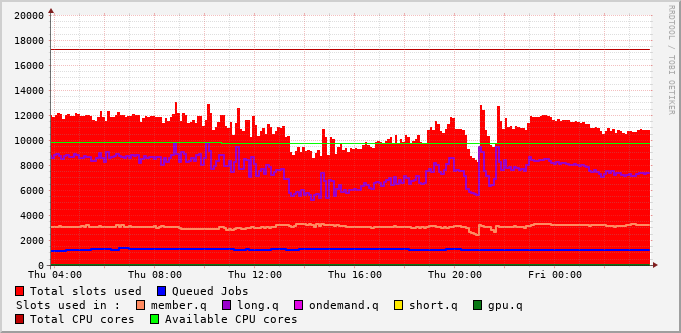 20000
18000
16000
14000
12000
10000
8000
6000
4000
2000
0
Thu 04:00 Thu 08:00 Thu 12:00 Thu 16:00 Thu 20:00 Fri 00:00
Total slots used Queued Jobs
Slots used in : member.q long.q ondemand.q short.q gpu.q
Total CPU cores Available CPU cores
RRDTOOL / TOBI OETIKER